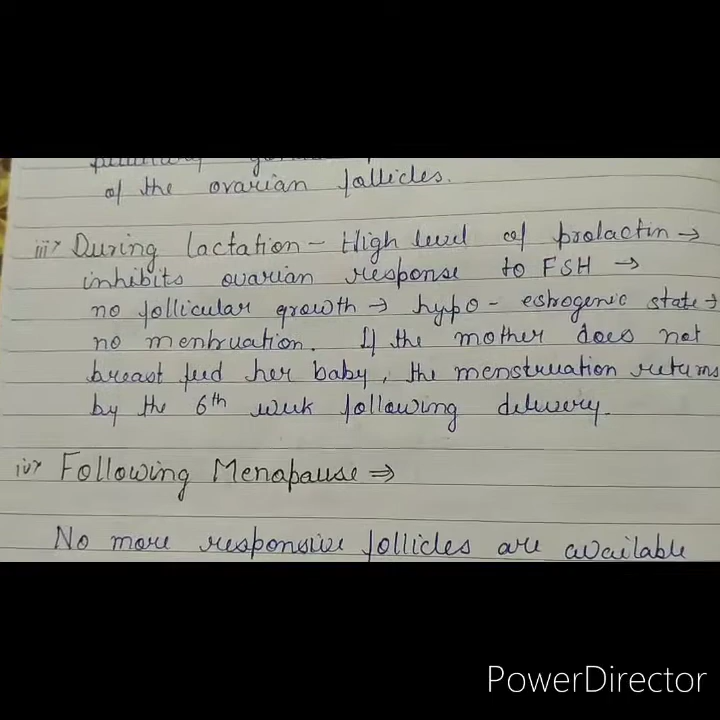 of the ovarian follicles.
iii) During lactation - High level of prolactin →
inhibits ovarian response to FSH →
no follicular growth → hypo - estrogenic state →
no menstruation. If the mother does not
breast feed her baby, the menstruation returns
by the 6th week following delivery.
iv) Following Menopause ⇒
No more responsive follicles are available
PowerDirector